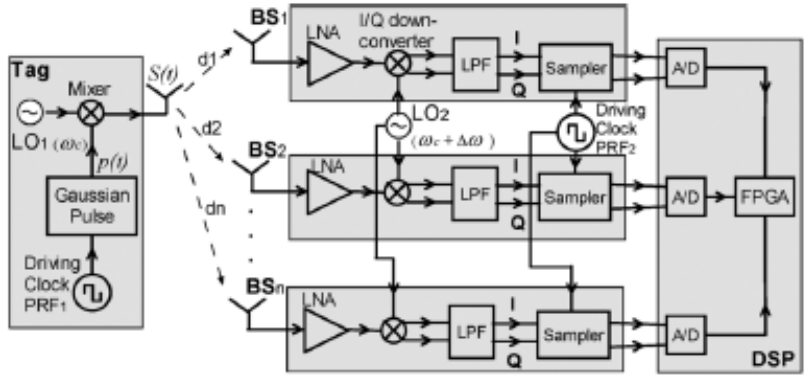 Tag
Mixer
LO1 (ωc)
p(t)
Gaussian
Pulse
Driving
Clock
PRF1
S(t)
d1
d2
dn
BS1
LNA
I/Q down-
converter
LPF
I
Q
Sampler
A/D
LO2
(ωc + Δω)
Driving
Clock
PRF2
BS2
LNA
LPF
I
Q
Sampler
A/D
FPGA
BSn
LNA
LPF
I
Q
Sampler
A/D
DSP